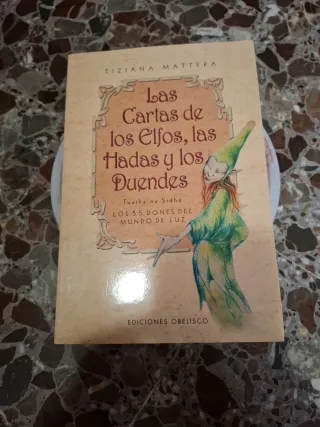 TIZIANA MATTERA
Las
Cartas de
los Elfos, las
Hadas y los
Duendes
Tuatha na Sidhe
LOS 55 DONES DEL
MUNDO DE LUZ
EDICIONES OBELISCO